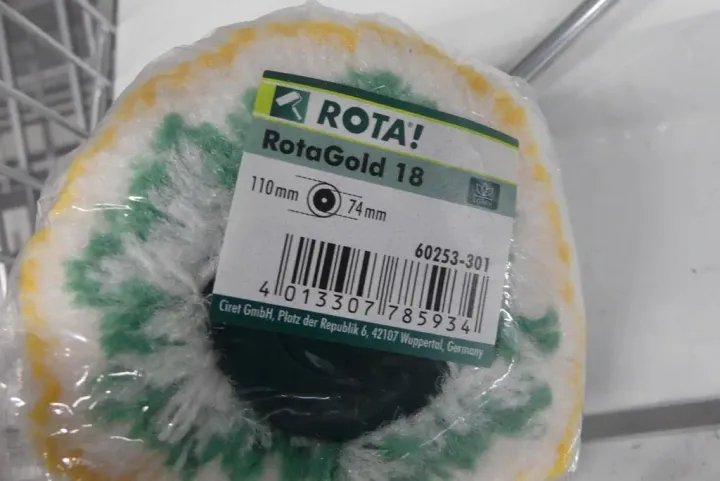 ROTA!
RotaGold 18
110mm
74mm
60253-301
4 013307 785934
Ciret GmbH, Platz der Republik 6, 42107 Wuppertal, Germany